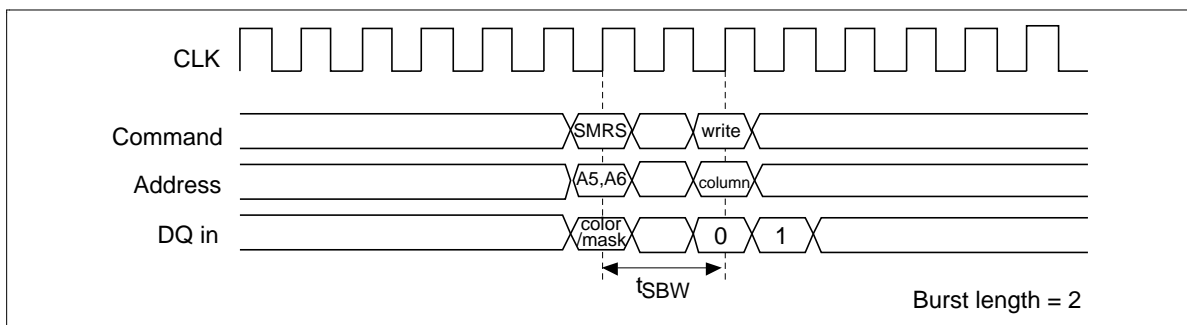 CLK
Command
SMRS
write
Address
A5,A6
column
DQ in
color
/mask
0
1
tSBW
Burst length = 2